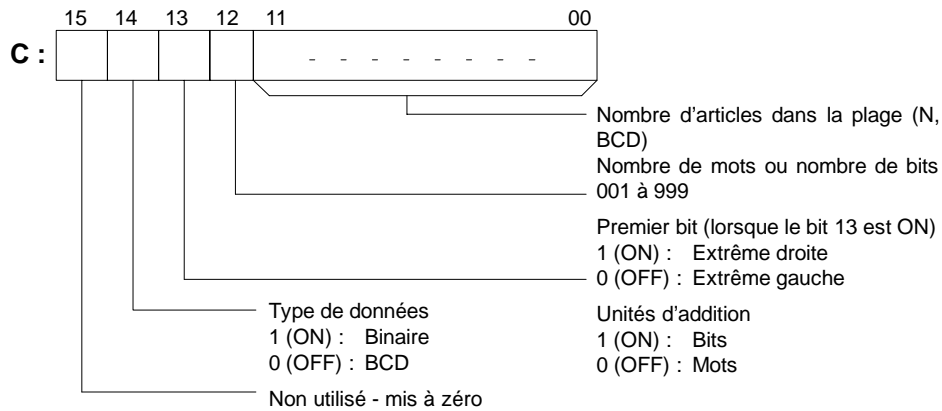 15 14 13 12 11 00
C :
- - - - - - - -
Nombre d'articles dans la plage (N,
BCD)
Nombre de mots ou nombre de bits
001 à 999
Premier bit (lorsque le bit 13 est ON)
1 (ON) : Extrême droite
0 (OFF) : Extrême gauche
Type de données
1 (ON) : Binaire
0 (OFF) : BCD
Unités d'addition
1 (ON) : Bits
0 (OFF) : Mots
Non utilisé - mis à zéro